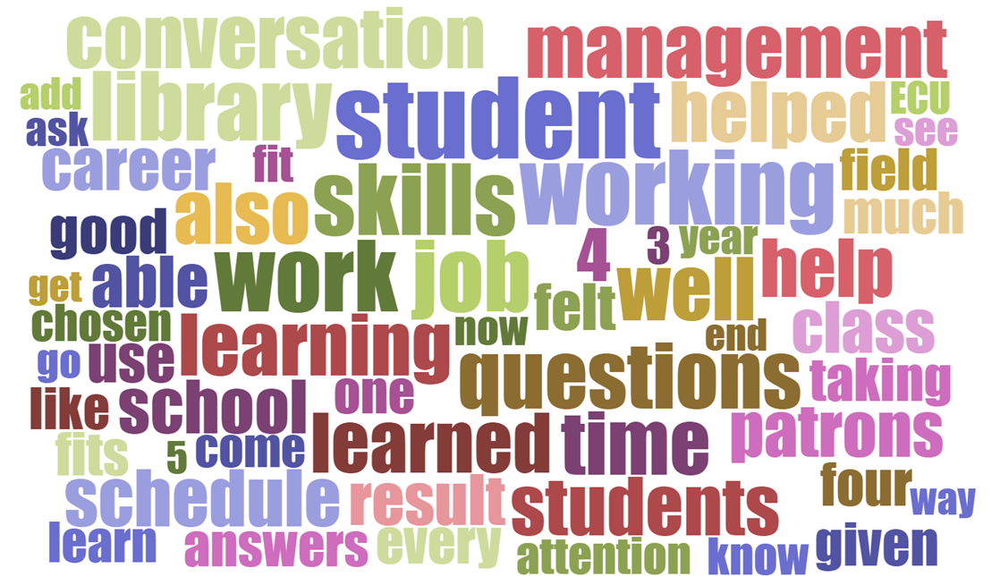 conversation management
add library student helped ECU
ask see
career fit skills working field
good also much
4 3 year
get able work job well help
chosen felt
learning now class
go use end
questions taking
like school one
learned time patrons
fits 5 come
schedule result students four way
learn answers every attention know given